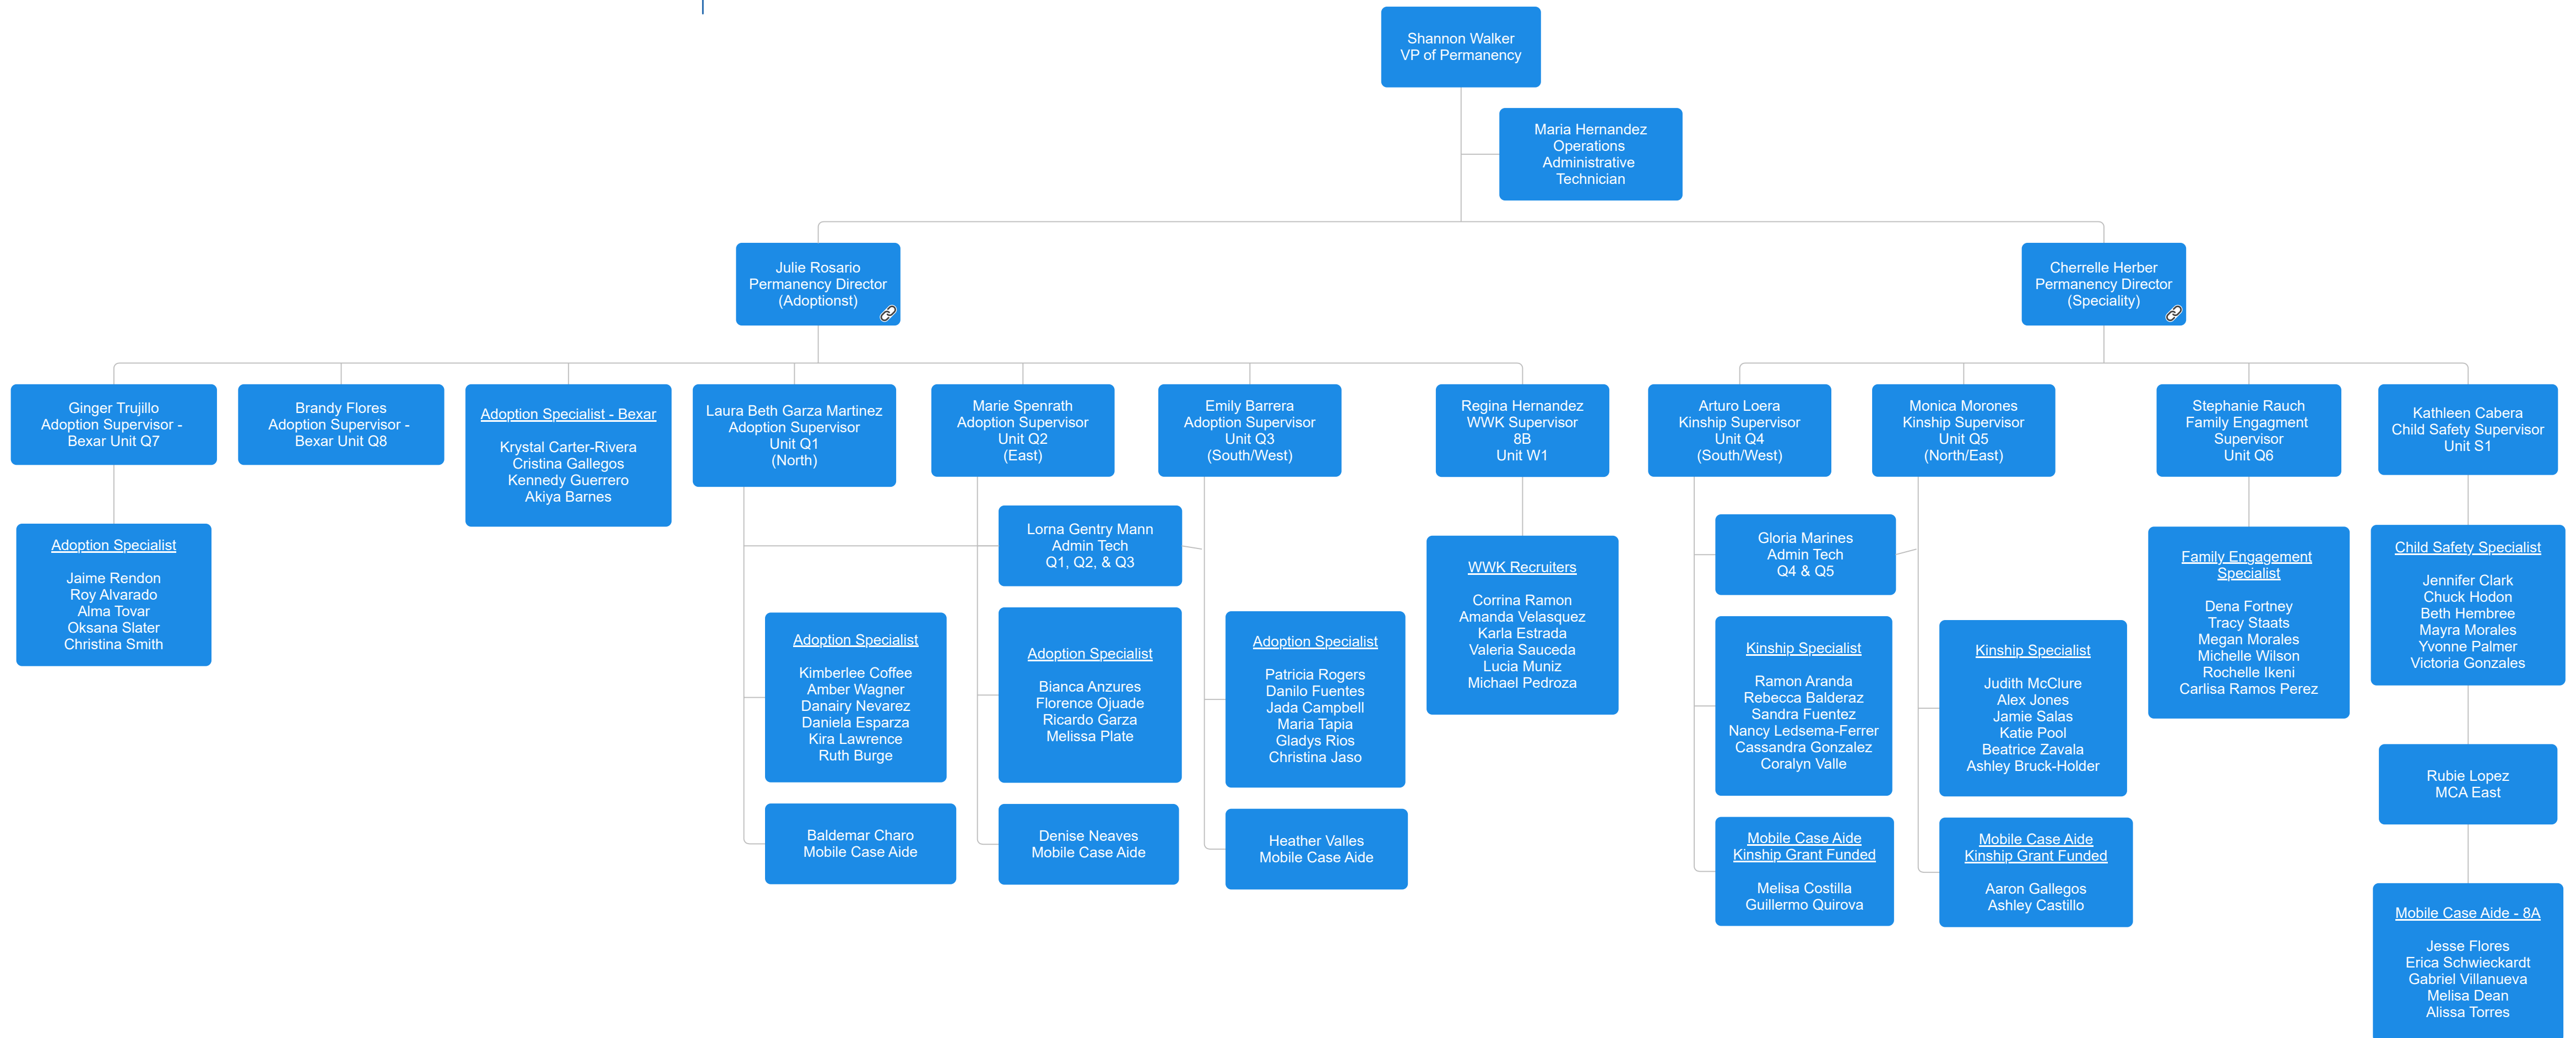 Shannon Walker
VP of Permanency
Maria Hernandez
Operations
Administrative
Technician
Julie Rosario
Permanency Director
(Adoptionst)
Cherrelle Herber
Permanency Director
(Speciality)
Ginger Trujillo
Adoption Supervisor -
Bexar Unit Q7
Brandy Flores
Adoption Supervisor -
Bexar Unit Q8
Adoption Specialist - Bexar
Krystal Carter-Rivera
Cristina Gallegos
Kennedy Guerrero
Akiya Barnes
Laura Beth Garza Martinez
Adoption Supervisor
Unit Q1
(North)
Marie Spenrath
Adoption Supervisor
Unit Q2
(East)
Emily Barrera
Adoption Supervisor
Unit Q3
(South/West)
Regina Hernandez
WWK Supervisor
8B
Unit W1
Arturo Loera
Kinship Supervisor
Unit Q4
(South/West)
Monica Morones
Kinship Supervisor
Unit Q5
(North/East)
Stephanie Rauch
Family Engagment
Supervisor
Unit Q6
Kathleen Cabera
Child Safety Supervisor
Unit S1
Adoption Specialist
Jaime Rendon
Roy Alvarado
Alma Tovar
Oksana Slater
Christina Smith
Lorna Gentry Mann
Admin Tech
Q1, Q2, & Q3
Adoption Specialist
Kimberlee Coffee
Amber Wagner
Danairy Nevarez
Daniela Esparza
Kira Lawrence
Ruth Burge
Baldemar Charo
Mobile Case Aide
Adoption Specialist
Bianca Anzures
Florence Ojuade
Ricardo Garza
Melissa Plate
Denise Neaves
Mobile Case Aide
Adoption Specialist
Patricia Rogers
Danilo Fuentes
Jada Campbell
Maria Tapia
Gladys Rios
Christina Jaso
Heather Valles
Mobile Case Aide
WWK Recruiters
Corrina Ramon
Amanda Velasquez
Karla Estrada
Valeria Sauceda
Lucia Muniz
Michael Pedroza
Gloria Marines
Admin Tech
Q4 & Q5
Kinship Specialist
Ramon Aranda
Rebecca Balderaz
Sandra Fuentez
Nancy Ledsema-Ferrer
Cassandra Gonzalez
Coralyn Valle
Mobile Case Aide
Kinship Grant Funded
Melisa Costilla
Guillermo Quirova
Kinship Specialist
Judith McClure
Alex Jones
Jamie Salas
Katie Pool
Beatrice Zavala
Ashley Bruck-Holder
Mobile Case Aide
Kinship Grant Funded
Aaron Gallegos
Ashley Castillo
Family Engagement
Specialist
Dena Fortney
Tracy Staats
Megan Morales
Michelle Wilson
Rochelle Ikeni
Carlisa Ramos Perez
Child Safety Specialist
Jennifer Clark
Chuck Hodon
Beth Hembree
Mayra Morales
Yvonne Palmer
Victoria Gonzales
Rubie Lopez
MCA East
Mobile Case Aide - 8A
Jesse Flores
Erica Schwieckardt
Gabriel Villanueva
Melisa Dean
Alissa Torres